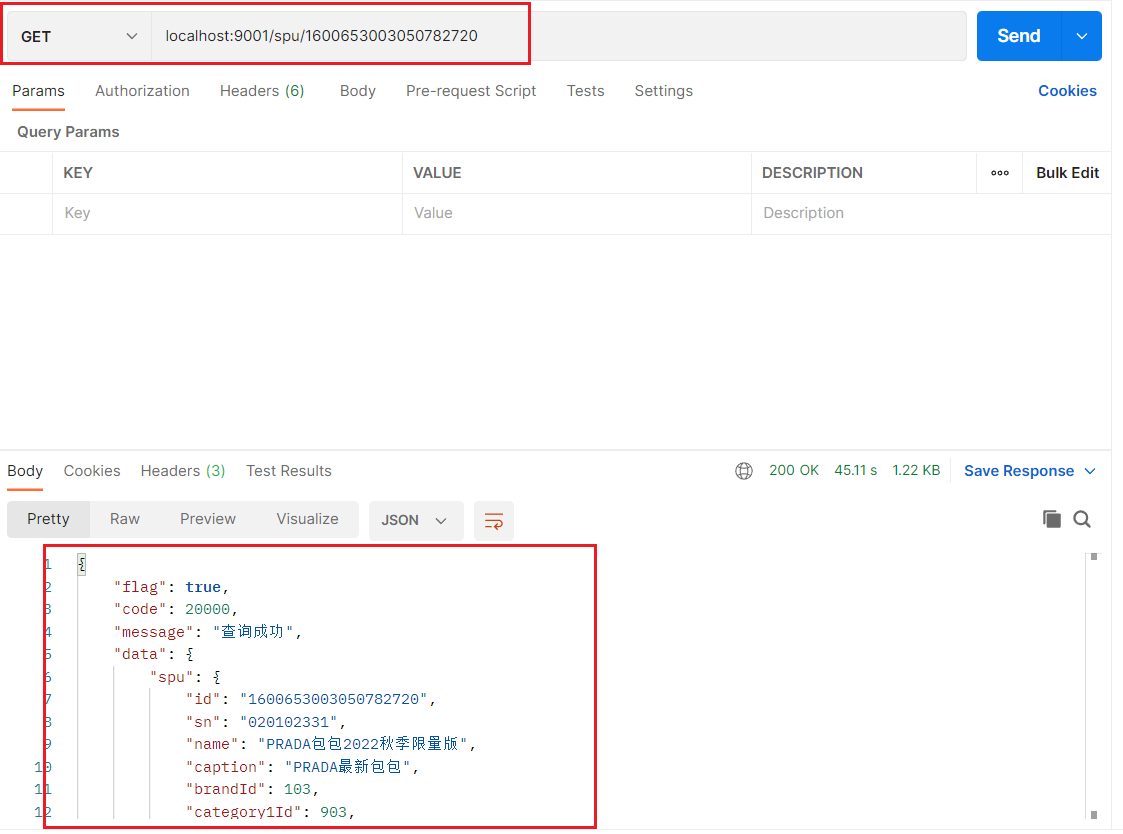 GET localhost:9001/spu/1600653003050782720 Send
Params Authorization Headers (6) Body Pre-request Script Tests Settings Cookies
Query Params
KEY VALUE DESCRIPTION ooo Bulk Edit
Key Value Description
Body Cookies Headers (3) Test Results 200 OK 45.11 s 1.22 KB Save Response
Pretty Raw Preview Visualize JSON
1 {
2 "flag": true,
3 "code": 20000,
4 "message": "查询成功",
5 "data": {
6 "spu": {
7 "id": "1600653003050782720",
8 "sn": "020102331",
9 "name": "PRADA包包2022秋季限量版",
10 "caption": "PRADA最新包包",
11 "brandId": 103,
12 "category1Id": 903,